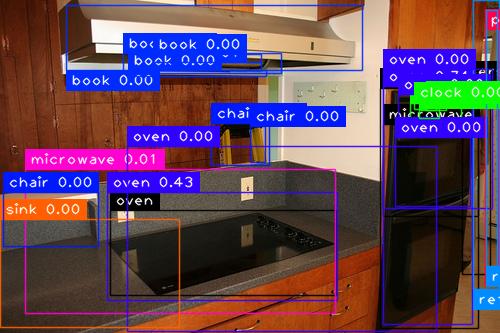 book 0.00
book 0.00
book 0.00
oven 0.00
clock 0.00
microwave
chair 0.00
oven 0.00
oven 0.00
microwave 0.01
chair 0.00
oven 0.43
oven
sink 0.00